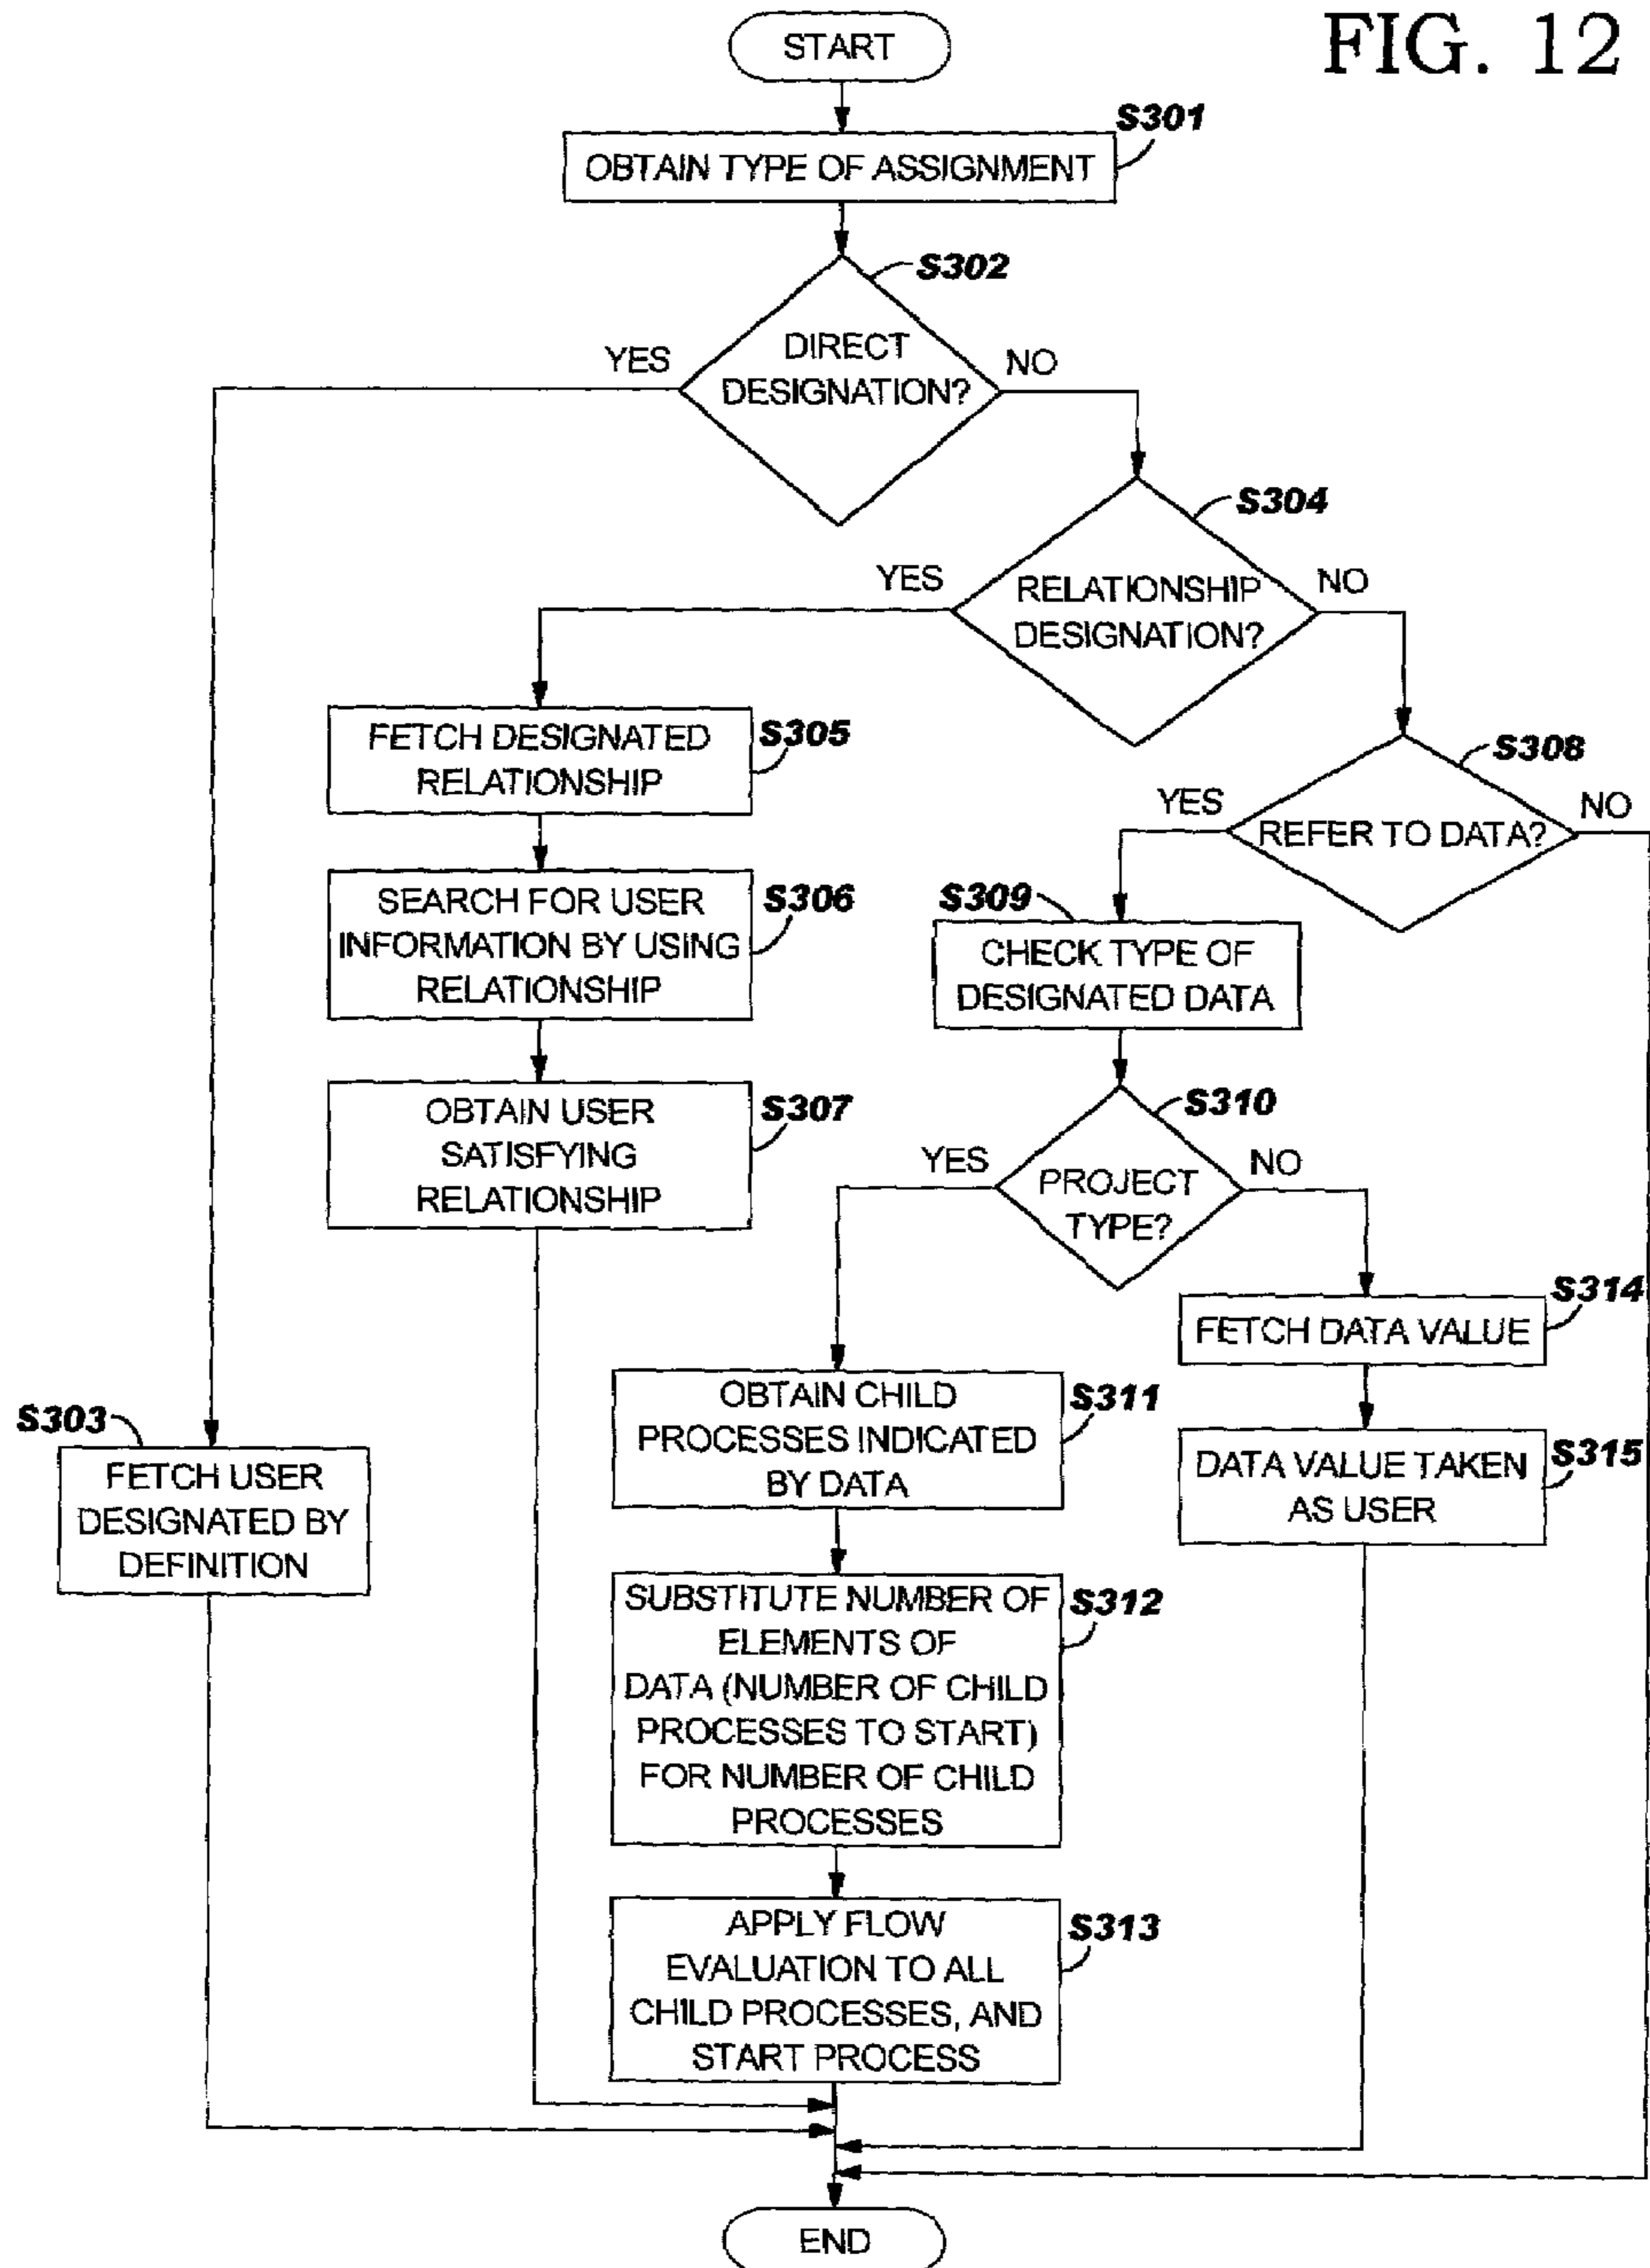 FIG. 12
START
S301
OBTAIN TYPE OF ASSIGNMENT
S302
YES
DIRECT
DESIGNATION?
NO
S304
YES
RELATIONSHIP
DESIGNATION?
NO
S305
FETCH DESIGNATED
RELATIONSHIP
S308
YES
REFER TO DATA?
NO
S306
SEARCH FOR USER
INFORMATION BY USING
RELATIONSHIP
S309
CHECK TYPE OF
DESIGNATED DATA
S307
OBTAIN USER
SATISFYING
RELATIONSHIP
S310
YES
PROJECT
TYPE?
NO
S314
FETCH DATA VALUE
S311
OBTAIN CHILD
PROCESSES INDICATED
BY DATA
S315
DATA VALUE TAKEN
AS USER
S303
FETCH USER
DESIGNATED BY
DEFINITION
S312
SUBSTITUTE NUMBER OF
ELEMENTS OF
DATA (NUMBER OF CHILD
PROCESSES TO START)
FOR NUMBER OF CHILD
PROCESSES
S313
APPLY FLOW
EVALUATION TO ALL
CHILD PROCESSES, AND
START PROCESS
END